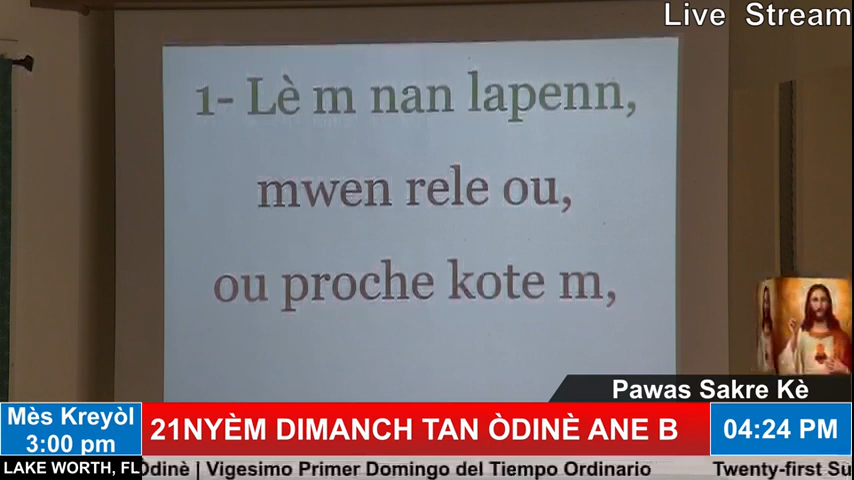 Live Stream
1- Lè m nan lapenn,
mwen rele ou,
ou proche kote m,
Pawas Sakre Kè
Mès Kreyòl
3:00 pm
21NYÈM DIMANCH TAN ÒDINÈ ANE B
04:24 PM
LAKE WORTH, FL
Òdinè | Vigesimo Primer Domingo del Tiempo Ordinario
Twenty-first Su